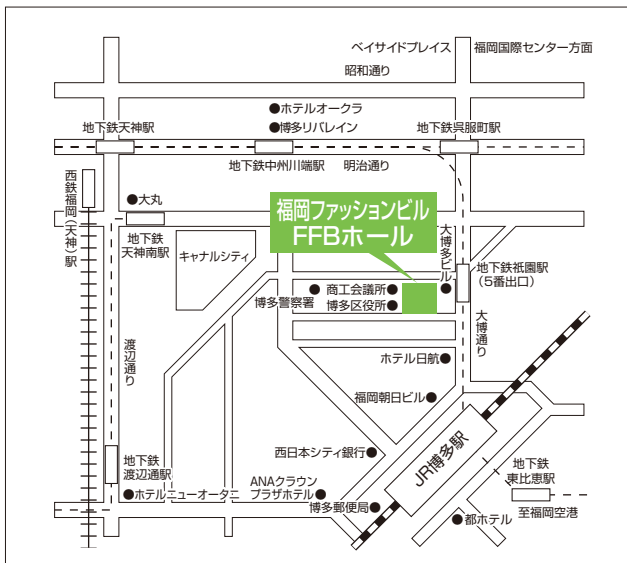 ベイサイドプレイス
福岡国際センター方面
昭和通り
●ホテルオークラ
●博多リバレイン
地下鉄天神駅
地下鉄呉服町駅
地下鉄中州川端駅
明治通り
西鉄福岡(天神)駅
●大丸
地下鉄
天神南駅
キャナルシティ
福岡ファッションビル
FFBホール
大博多ビル
地下鉄祇園駅
(5番出口)
商工会議所●
博多警察署
博多区役所●
大博通り
渡辺通り
ホテル日航●
福岡朝日ビル●
西日本シティ銀行●
JR博多駅
地下鉄
渡辺通駅
●ホテルニューオータニ
ANAクラウン
プラザホテル●
博多郵便局●
地下鉄
東比恵駅
至福岡空港
●都ホテル